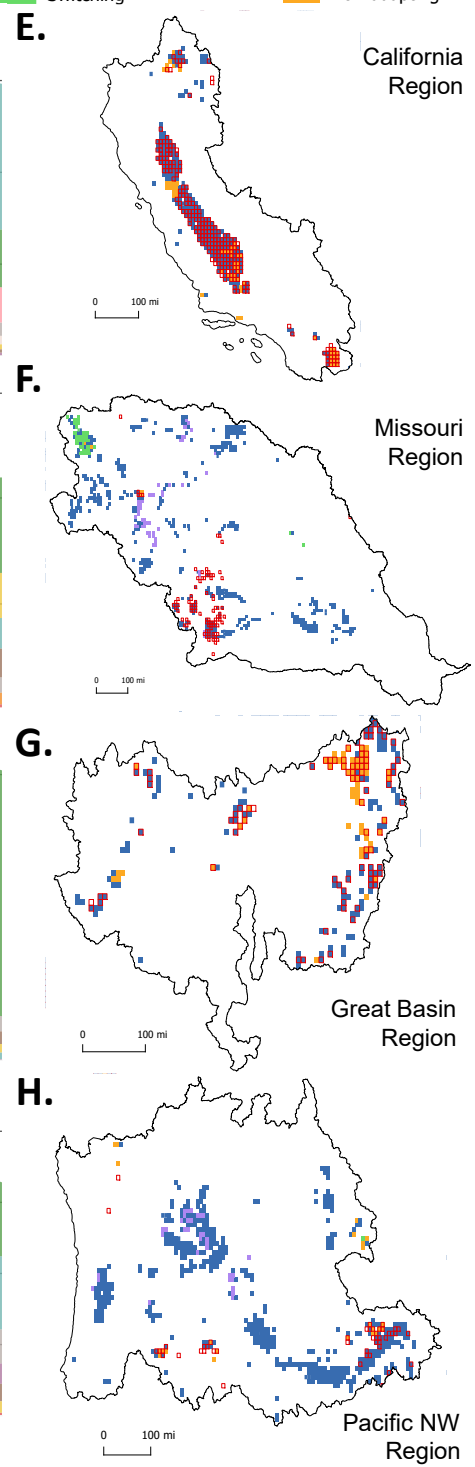 E.
California
Region
0 100 mi
F.
Missouri
Region
0 100 mi
G.
0 100 mi
Great Basin
Region
H.
0 100 mi
Pacific NW
Region